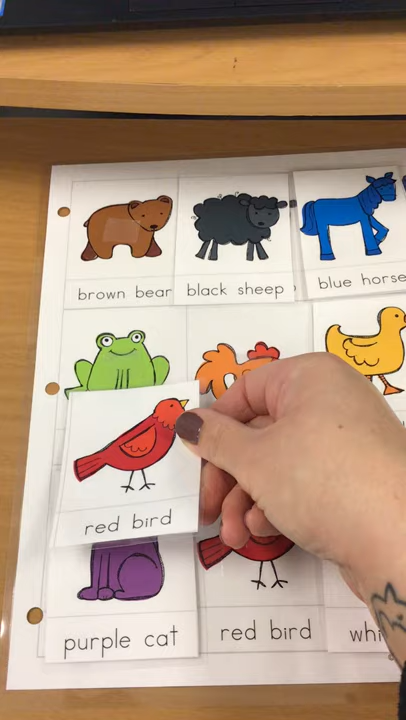 brown bear
black sheep
blue horse
red bird
purple cat
red bird